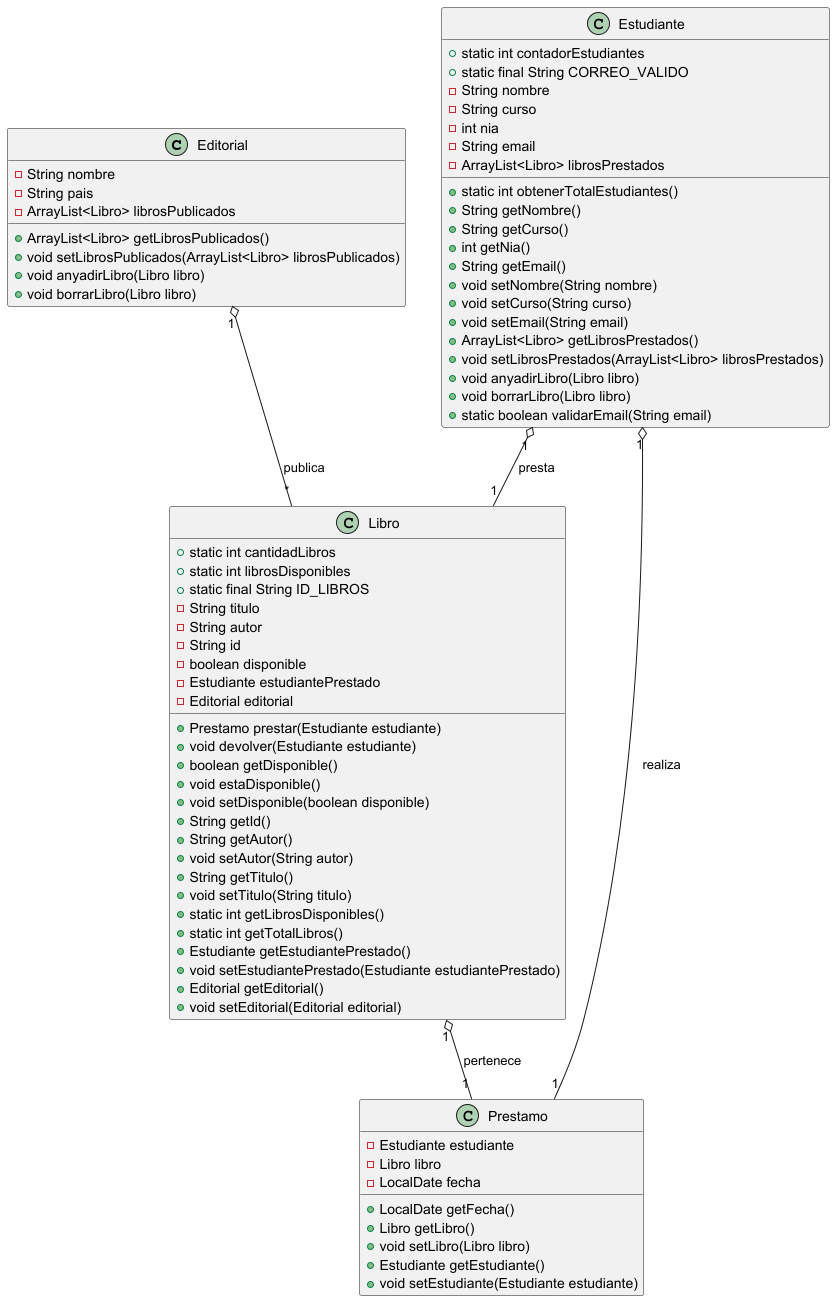 Estudiante
static int contadorEstudiantes
static final String CORREO_VALIDO
String nombre
String curso
int nia
String email
ArrayList<Libro> librosPrestados
static int obtenerTotalEstudiantes()
String getNombre()
String getCurso()
int getNia()
String getEmail()
void setNombre(String nombre)
void setCurso(String curso)
void setEmail(String email)
ArrayList<Libro> getLibrosPrestados()
void setLibrosPrestados(ArrayList<Libro> librosPrestados)
void anyadirLibro(Libro libro)
void borrarLibro(Libro libro)
static boolean validarEmail(String email)
Editorial
String nombre
String pais
ArrayList<Libro> librosPublicados
ArrayList<Libro> getLibrosPublicados()
void setLibrosPublicados(ArrayList<Libro> librosPublicados)
void anyadirLibro(Libro libro)
void borrarLibro(Libro libro)
1
publica
*
1
presta
1
1
realiza
1
Libro
static int cantidadLibros
static int librosDisponibles
static final String ID_LIBROS
String titulo
String autor
String id
boolean disponible
Estudiante estudiantePrestado
Editorial editorial
Prestamo prestar(Estudiante estudiante)
void devolver(Estudiante estudiante)
boolean getDisponible()
void estaDisponible()
void setDisponible(boolean disponible)
String getId()
String getAutor()
void setAutor(String autor)
String getTitulo()
void setTitulo(String titulo)
static int getLibrosDisponibles()
static int getTotalLibros()
Estudiante getEstudiantePrestado()
void setEstudiantePrestado(Estudiante estudiantePrestado)
Editorial getEditorial()
void setEditorial(Editorial editorial)
1
pertenece
1
Prestamo
Estudiante estudiante
Libro libro
LocalDate fecha
LocalDate getFecha()
Libro getLibro()
void setLibro(Libro libro)
Estudiante getEstudiante()
void setEstudiante(Estudiante estudiante)